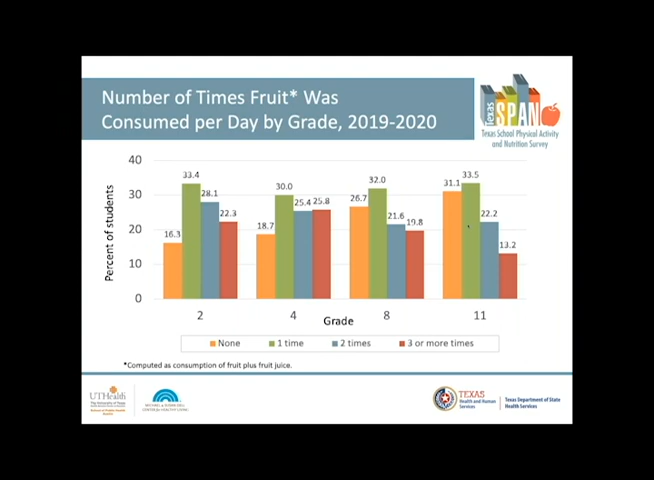 Number of Times Fruit* Was
Consumed per Day by Grade, 2019-2020
Texas
SPAN
Texas School Physical Activity
and Nutrition Survey
Percent of students
40
30
20
10
0
16.3
33.4
28.1
22.3
18.7
30.0
25.4
25.8
26.7
32.0
21.6
19.8
31.1
33.5
22.2
13.2
2
4
8
11
Grade
None
1 time
2 times
3 or more times
*Computed as consumption of fruit plus fruit juice.
UTHealth
The University of Texas
TEXAS
Health and Human
Services
Texas Department of State
Health Services